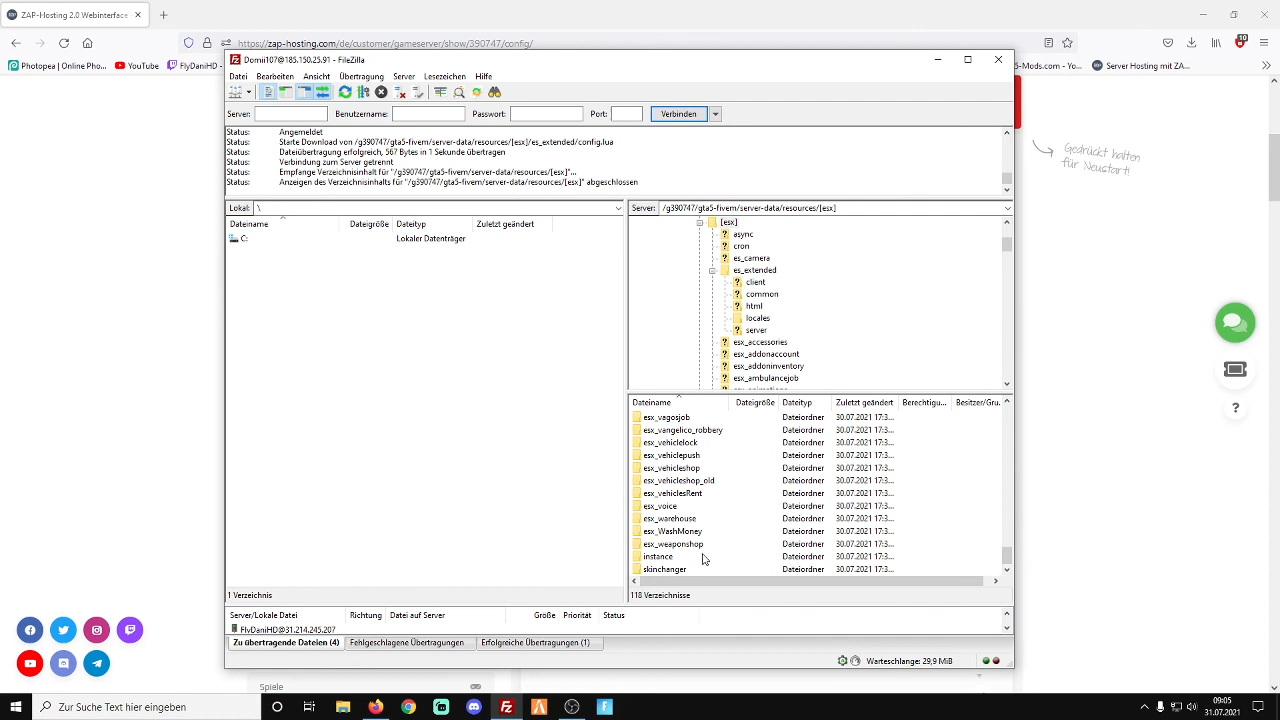 ZAP-Hosting 2.0 Webinterface
https://zap-hosting.com/de/customer/gameserver/show/390747/config/
10
Photopea | Online Pho...
YouTube
FlyDaniHD
5-Mods.com - Yo...
Server Hosting mit ZA...
Domii107@185.150.25.91 - FileZilla
Datei
Bearbeiten
Ansicht
Übertragung
Server
Lesezeichen
Hilfe
Server:
Benutzername:
Passwort:
Port:
Verbinden
Status: Angemeldet
Status: Start Download von /g390747/gta5-fivem/server-data/resources/[esx]/es_extended/config.lua
Status: Dateiübertragung erfolgreich, 567 Bytes in 1 Sekunde übertragen
Status: Verbindung zum Server getrennt
Status: Empfange Verzeichnisinhalt für "/g390747/gta5-fivem/server-data/resources/[esx]"...
Status: Anzeigen des Verzeichnisinhalts für "/g390747/gta5-fivem/server-data/resources/[esx]" abgeschlossen
Gedrückt halten
für Neustart!
Lokal: \
Server: /g390747/gta5-fivem/server-data/resources/[esx]
Dateiname Dateigröße Dateityp Zuletzt geändert
C: Lokaler Datenträger
[esx]
async
cron
es_camera
es_extended
client
common
html
locales
server
esx_accessories
esx_addonaccount
esx_addoninventory
esx_ambulancejob
Dateiname Dateigröße Dateityp Zuletzt geändert Berechtigu... Besitzer/Gru.
esx_vagosjob Dateiordner 30.07.2021 17:3...
esx_vangelico_robbery Dateiordner 30.07.2021 17:3...
esx_vehiclelock Dateiordner 30.07.2021 17:3...
esx_vehiclepush Dateiordner 30.07.2021 17:3...
esx_vehicleshop Dateiordner 30.07.2021 17:3...
esx_vehicleshop_old Dateiordner 30.07.2021 17:3...
esx_vehiclesRent Dateiordner 30.07.2021 17:3...
esx_voice Dateiordner 30.07.2021 17:3...
esx_warehouse Dateiordner 30.07.2021 17:3...
esx_WashMoney Dateiordner 30.07.2021 17:3...
esx_weaponshop Dateiordner 30.07.2021 17:3...
instance Dateiordner 30.07.2021 17:3...
skinchanger Dateiordner 30.07.2021 17:3...
1 Verzeichnis
118 Verzeichnisse
Server/Lokale Datei Richtung Datei auf Server Größe Priorität Status
FlyDaniHD@31.214.245.207
Zu übertragende Dateien (4)
Fehlgeschlagene Übertragungen
Erfolgreiche Übertragungen (1)
Warteschlange: 29,9 MiB
?
Spiele
Zur Suche Text hier eingeben
09:05
31.07.2021